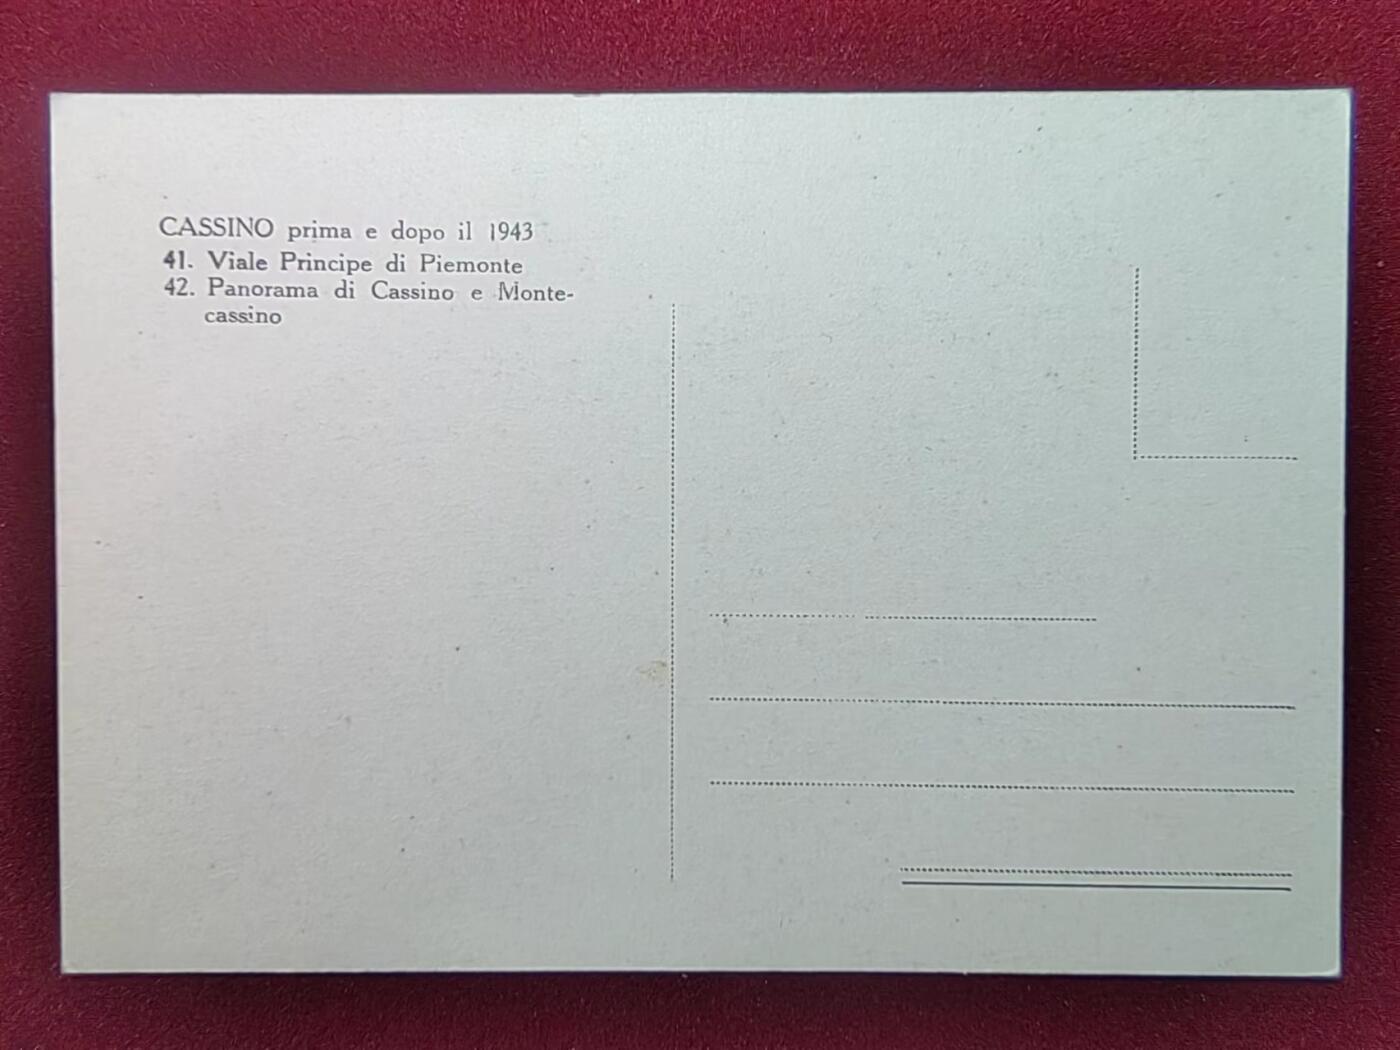 CASSINO prima e dopo il 1943
41. Viale Principe di Piemonte
42. Panorama di Cassino e Monte-
cassino